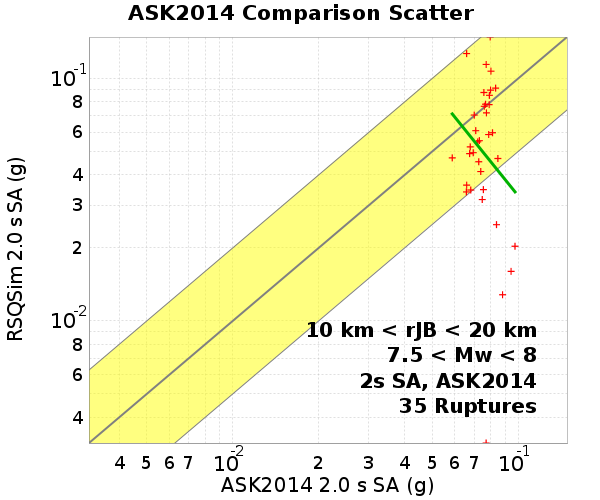 ASK2014 Comparison Scatter
10⁻¹
8
6
4
3
2
10⁻²
8
6
4
RSQSim 2.0 s SA (g)
10 km < rJB < 20 km
7.5 < Mw < 8
2s SA, ASK2014
35 Ruptures
4 5 6 7 10⁻² 2 3 4 5 6 7 10⁻¹
ASK2014 2.0 s SA (g)